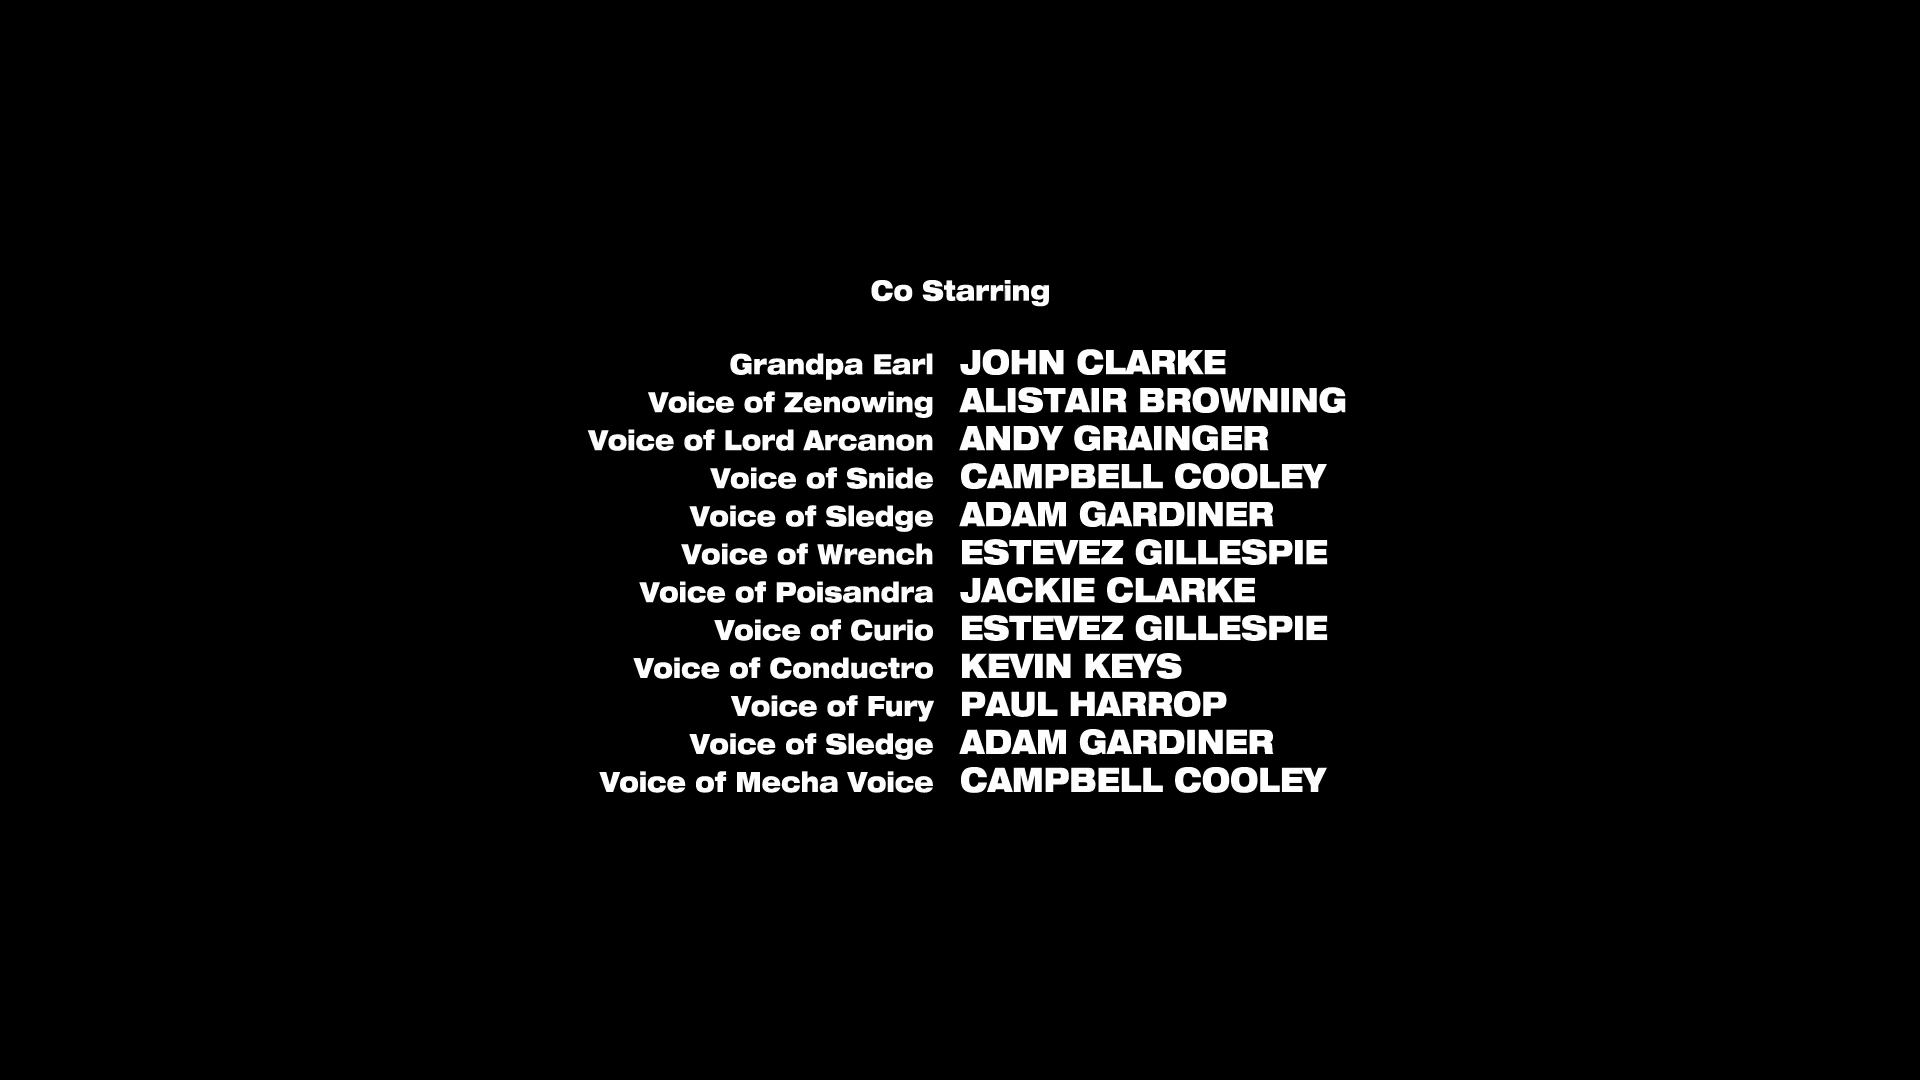 Co Starring
Grandpa Earl JOHN CLARKE
Voice of Zenowing ALISTAIR BROWNING
Voice of Lord Arcanon ANDY GRAINGER
Voice of Snide CAMPBELL COOLEY
Voice of Sledge ADAM GARDINER
Voice of Wrench ESTEVEZ GILLESPIE
Voice of Poisandra JACKIE CLARKE
Voice of Curio ESTEVEZ GILLESPIE
Voice of Conductro KEVIN KEYS
Voice of Fury PAUL HARROP
Voice of Sledge ADAM GARDINER
Voice of Mecha Voice CAMPBELL COOLEY